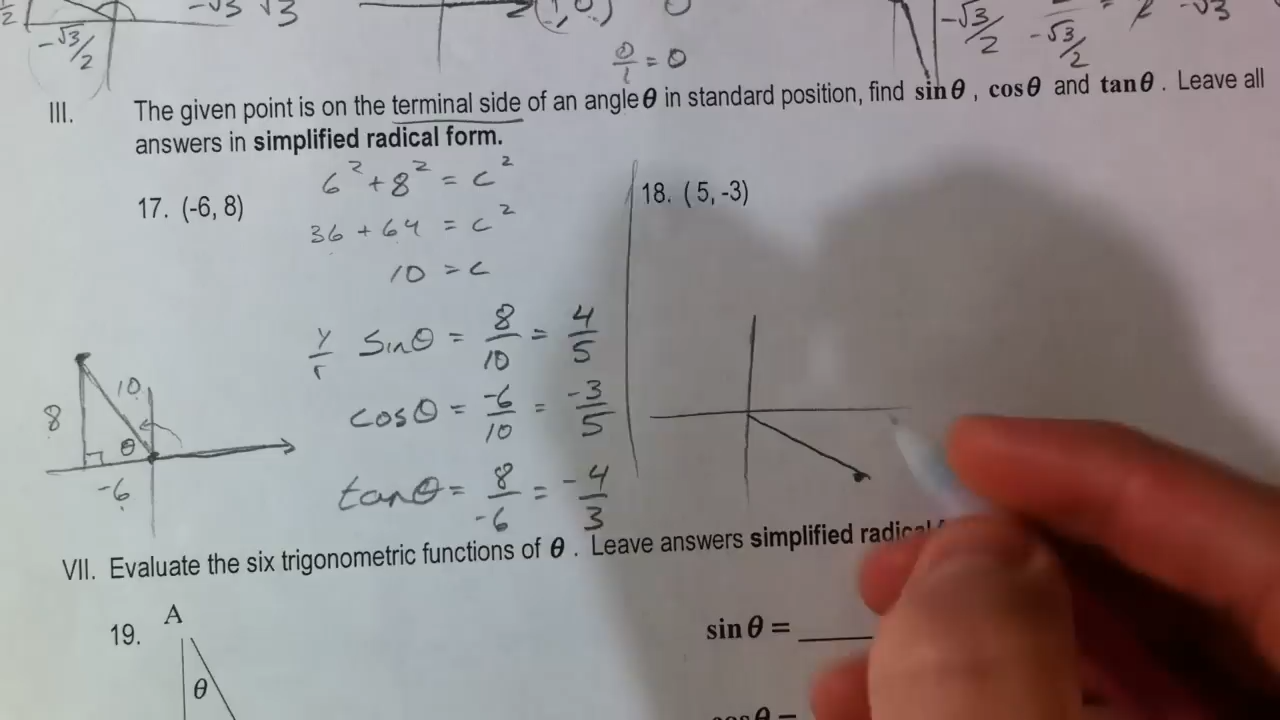 -√3 √3
-√3/2
0/1 = 0
-√3/2
-√3/2
-√3
III. The given point is on the terminal side of an angle θ in standard position, find sin θ , cos θ and tan θ . Leave all
answers in simplified radical form.
17. (-6, 8)
6² + 8² = c²
36 + 64 = c²
10 = c
y/r sin θ = 8/10 = 4/5
cos θ = -6/10 = -3/5
tan θ = 8/-6 = -4/3
8
10
θ
-6
18. ( 5, -3)
VII. Evaluate the six trigonometric functions of θ . Leave answers simplified radical
19.
A
θ
sin θ =
cos θ =